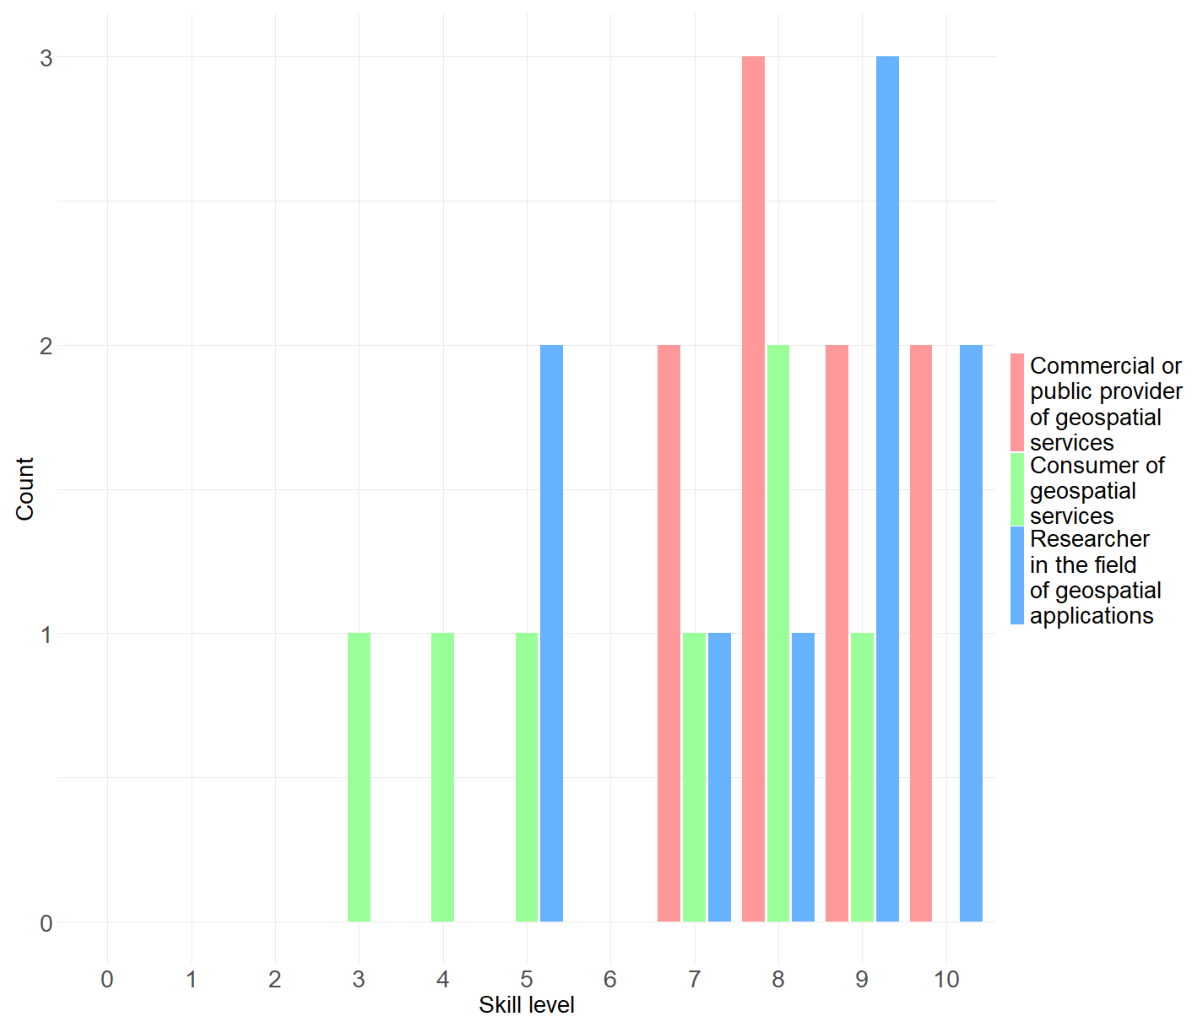 3
2
1
0
Count
0 1 2 3 4 5 6 7 8 9 10
Skill level
Commercial or
public provider
of geospatial
services
Consumer of
geospatial
services
Researcher
in the field
of geospatial
applications